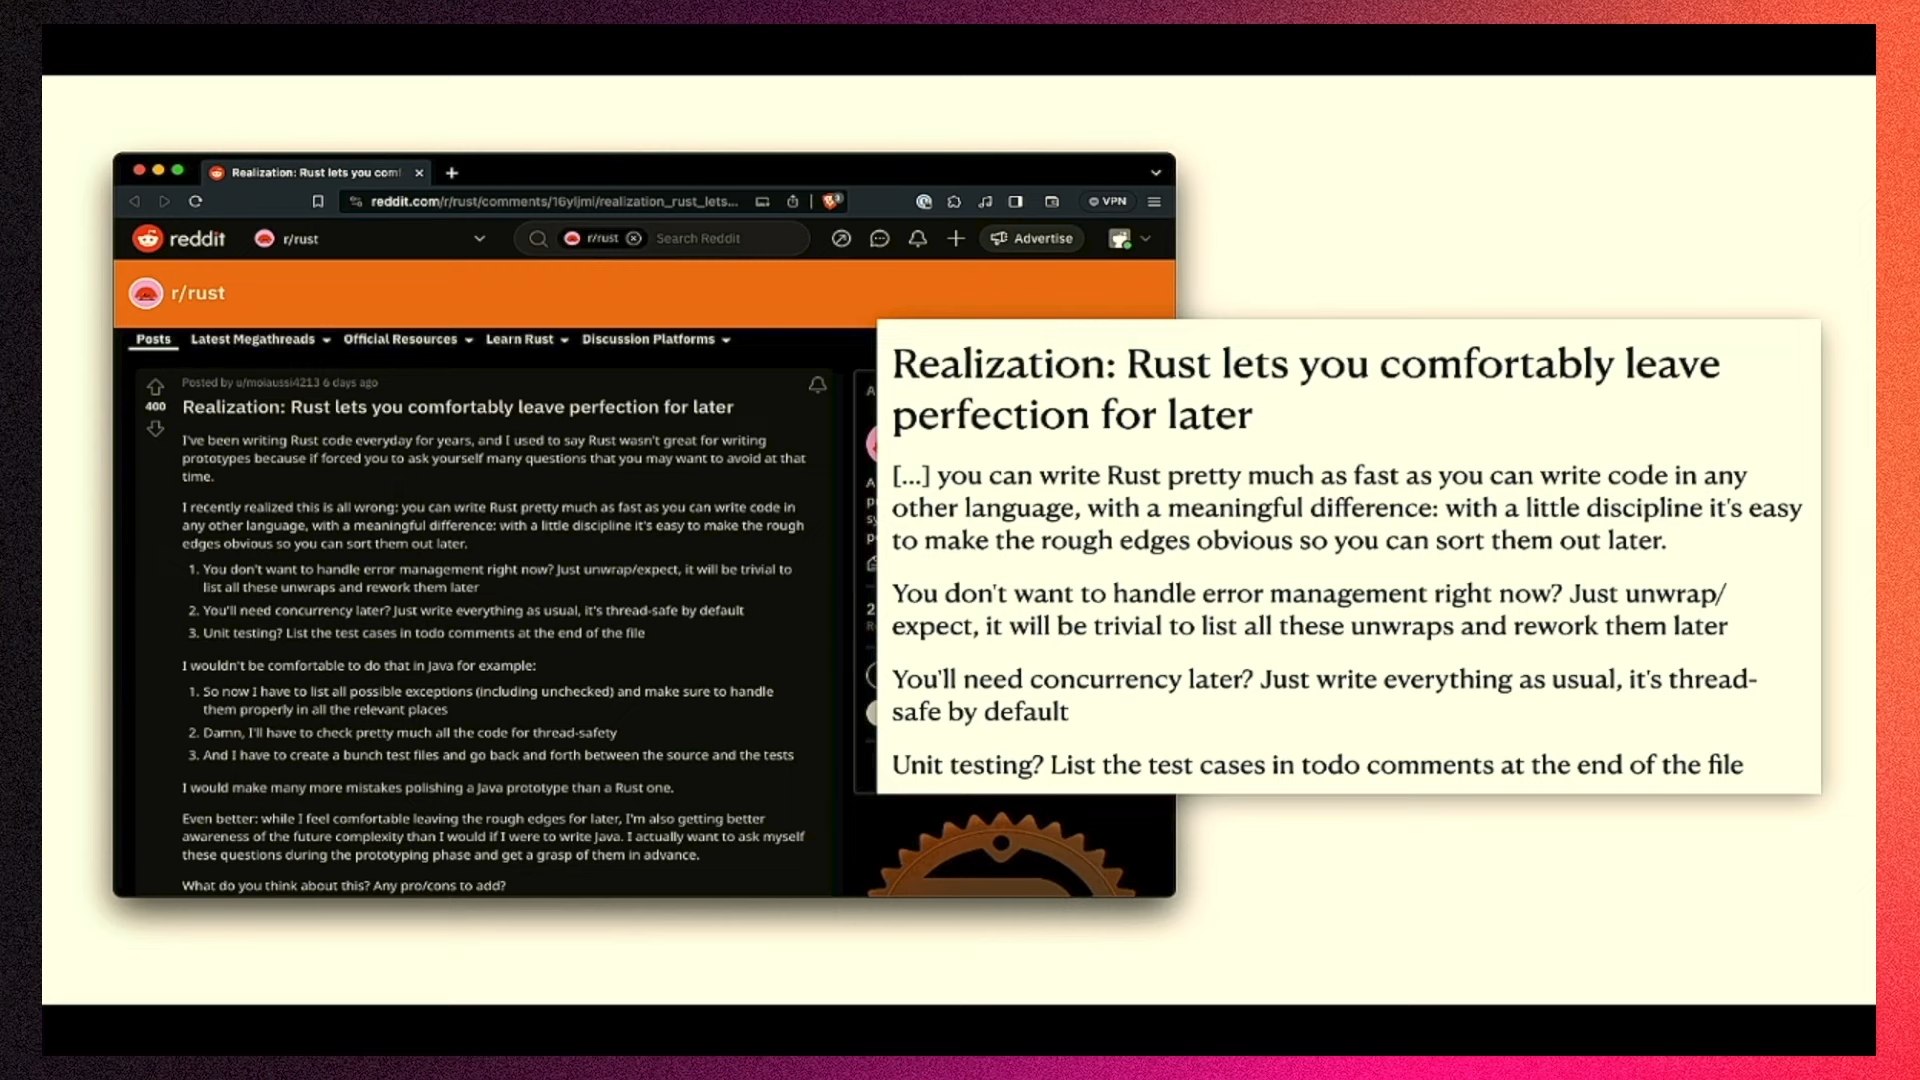 Realization: Rust lets you com
reddit.com/r/rust/comments/16yljmi/realization_rust_lets...
VPN
reddit
r/rust
r/rust
Search Reddit
Advertise
r/rust
Posts
Latest Megathreads
Official Resources
Learn Rust
Discussion Platforms
Posted by u/moiaussi4213 6 days ago
400
Realization: Rust lets you comfortably leave perfection for later
I've been writing Rust code everyday for years, and I used to say Rust wasn't great for writing
prototypes because if forced you to ask yourself many questions that you may want to avoid at that
time.
I recently realized this is all wrong: you can write Rust pretty much as fast as you can write code in
any other language, with a meaningful difference: with a little discipline it's easy to make the rough
edges obvious so you can sort them out later.
1. You don't want to handle error management right now? Just unwrap/expect, it will be trivial to
list all these unwraps and rework them later
2. You'll need concurrency later? Just write everything as usual, it's thread-safe by default
3. Unit testing? List the test cases in todo comments at the end of the file
I wouldn't be comfortable to do that in Java for example:
1. So now I have to list all possible exceptions (including unchecked) and make sure to handle
them properly in all the relevant places
2. Damn, I'll have to check pretty much all the code for thread-safety
3. And I have to create a bunch test files and go back and forth between the source and the tests
I would make many more mistakes polishing a Java prototype than a Rust one.
Even better: while I feel comfortable leaving the rough edges for later, I'm also getting better
awareness of the future complexity than I would if I were to write Java. I actually want to ask myself
these questions during the prototyping phase and get a grasp of them in advance.
What do you think about this? Any pro/cons to add?
Realization: Rust lets you comfortably leave
perfection for later
[...] you can write Rust pretty much as fast as you can write code in any
other language, with a meaningful difference: with a little discipline it's easy
to make the rough edges obvious so you can sort them out later.
You don't want to handle error management right now? Just unwrap/
expect, it will be trivial to list all these unwraps and rework them later
You'll need concurrency later? Just write everything as usual, it's thread-
safe by default
Unit testing? List the test cases in todo comments at the end of the file